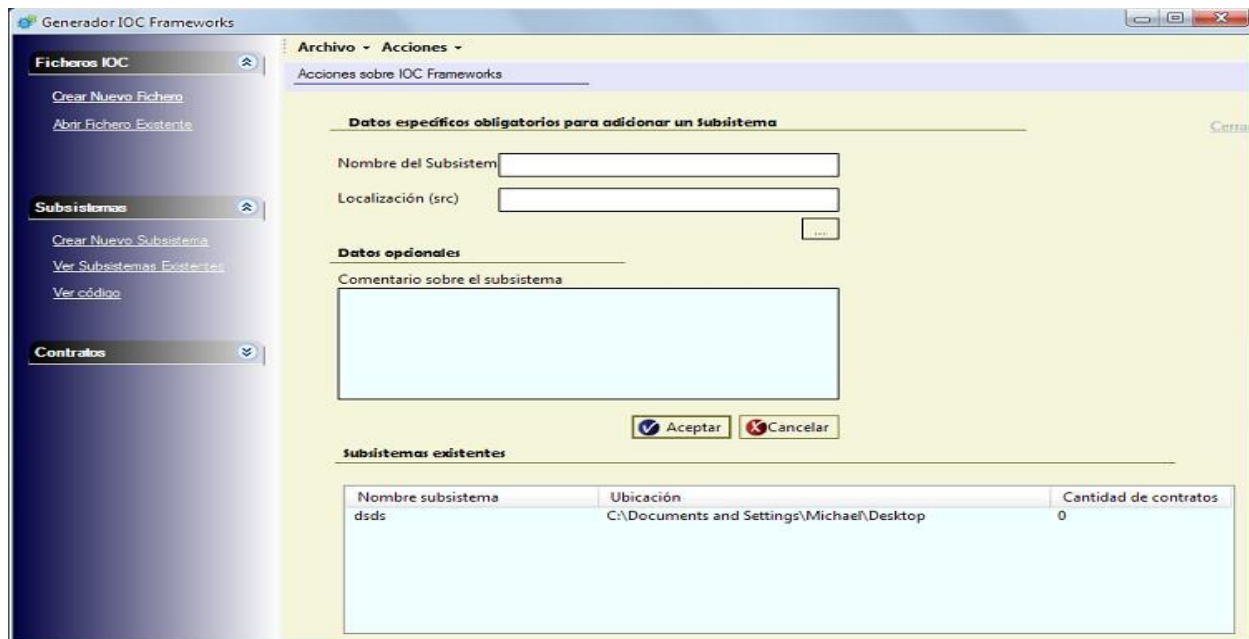 Generador IOC Frameworks
Archivo Acciones
Acciones sobre IOC Frameworks
Ficheros IOC
Crear Nuevo Fichero
Abrir Fichero Existente
Subsistemas
Crear Nuevo Subsistema
Ver Subsistemas Existentes
Ver código
Contratos
Datos específicos obligatorios para adicionar un Subsistema
Cerra
Nombre del Subsistem
Localización (src)
...
Datos opcionales
Comentario sobre el subsistema
Aceptar Cancelar
Subsistemas existentes
Nombre subsistema Ubicación Cantidad de contratos
dsds C:\Documents and Settings\Michael\Desktop 0